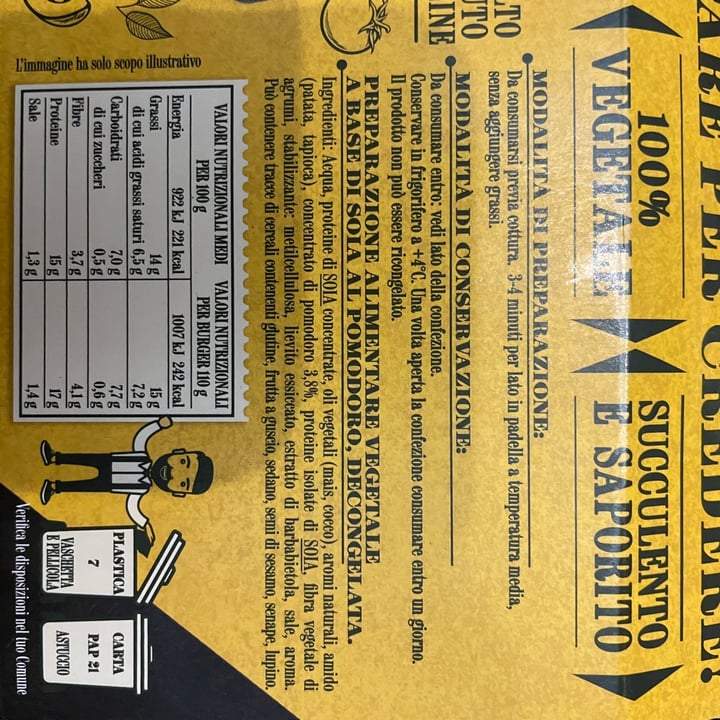 ARE PER CREDERE!
100%
VEGETALE
SUCCULENTO
E SAPORITO
LTO
UTO
INE
MODALITÀ DI PREPARAZIONE:
Da consumarsi previa cottura. 3-4 minuti per lato in padella a temperatura media,
senza aggiungere grassi.
MODALITÀ DI CONSERVAZIONE:
Da consumare entro: vedi lato della confezione.
Conservare in frigorifero a +4°C. Una volta aperta la confezione consumare entro un giorno.
Il prodotto non può essere ricongelato.
PREPARAZIONE ALIMENTARE VEGETALE
A BASE DI SOIA AL POMODORO, DECONGELATA.
Ingredienti: Acqua, proteine di SOIA concentrate, oli vegetali (mais, cocco), aromi naturali, amido
(patata, tapioca), concentrato di pomodoro 3,8%, proteine isolate di SOIA, fibra vegetale di
agrumi, stabilizzante: metilcellulosa, lievito essiccato, estratto di barbabietola, sale, aroma.
Può contenere tracce di cereali contenenti glutine, frutta a guscio, sedano, semi di sesamo, senape, lupino.
L'immagine ha solo scopo illustrativo
VALORI NUTRIZIONALI MEDI VALORI NUTRIZIONALI
PER 100 g PER BURGER 110 g
Energia 922 kJ 221 kcal 1007 kJ 242 kcal
Grassi 14 g 15 g
di cui acidi grassi saturi 6,5 g 7,2 g
Carboidrati 7,0 g 7,7 g
di cui zuccheri 0,5 g 0,6 g
Fibre 3,7 g 4,1 g
Proteine 15 g 17 g
Sale 1,3 g 1,4 g
PLASTICA
7
VASCHETTA
E PELLICOLA
CARTA
PAP 21
ASTUCCIO
Verifica le disposizioni nel tuo Comune